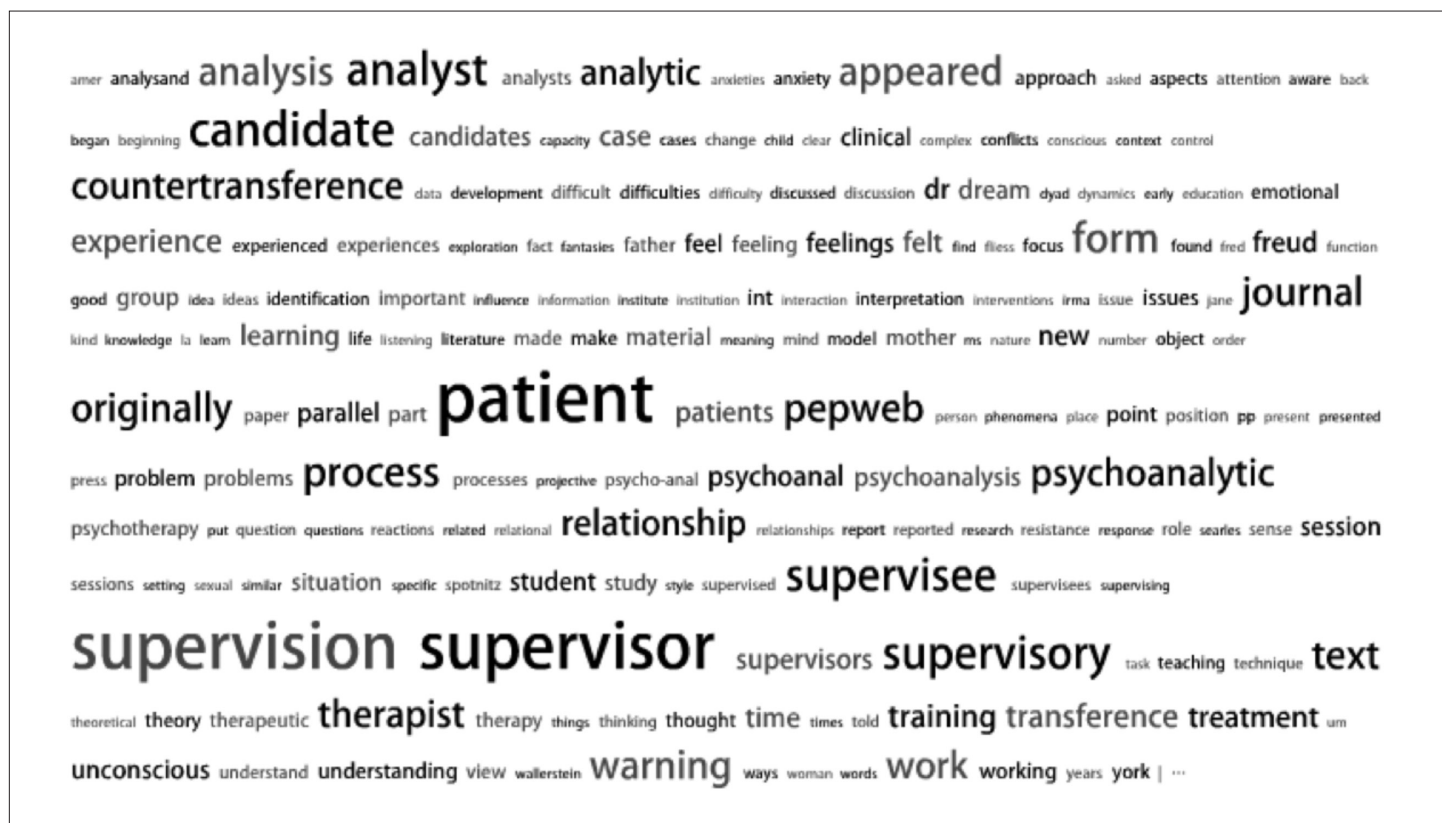 amer analysand analysis analyst analysts analytic anxieties anxiety appeared approach asked aspects attention aware back
began beginning candidate candidates capacity case cases change child clear clinical complex conflicts conscious context control
countertransference data development difficult difficulties difficulty discussed discussion dr dream dyad dynamics early education emotional
experience experienced experiences exploration fact fantasies father feel feeling feelings felt find fliess focus form found fred freud function
good group idea ideas identification important influence information institute institution int interaction interpretation interventions irma issue issues jane journal
kind knowledge la learn learning life listening literature made make material meaning mind model mother ms nature new number object order
originally paper parallel part patient patients pepweb person phenomena place point position pp present presented
press problem problems process processes projective psycho-anal psychoanal psychoanalysis psychoanalytic
psychotherapy put question questions reactions related relational relationship relationships report reported research resistance response role searles sense session
sessions setting sexual similar situation specific spotnitz student study style supervised supervisee supervisees supervising
supervision supervisor supervisors supervisory task teaching technique text
theoretical theory therapeutic therapist therapy things thinking thought time times told training transference treatment urn
unconscious understand understanding view wallerstein warning ways woman words work working years york | ...